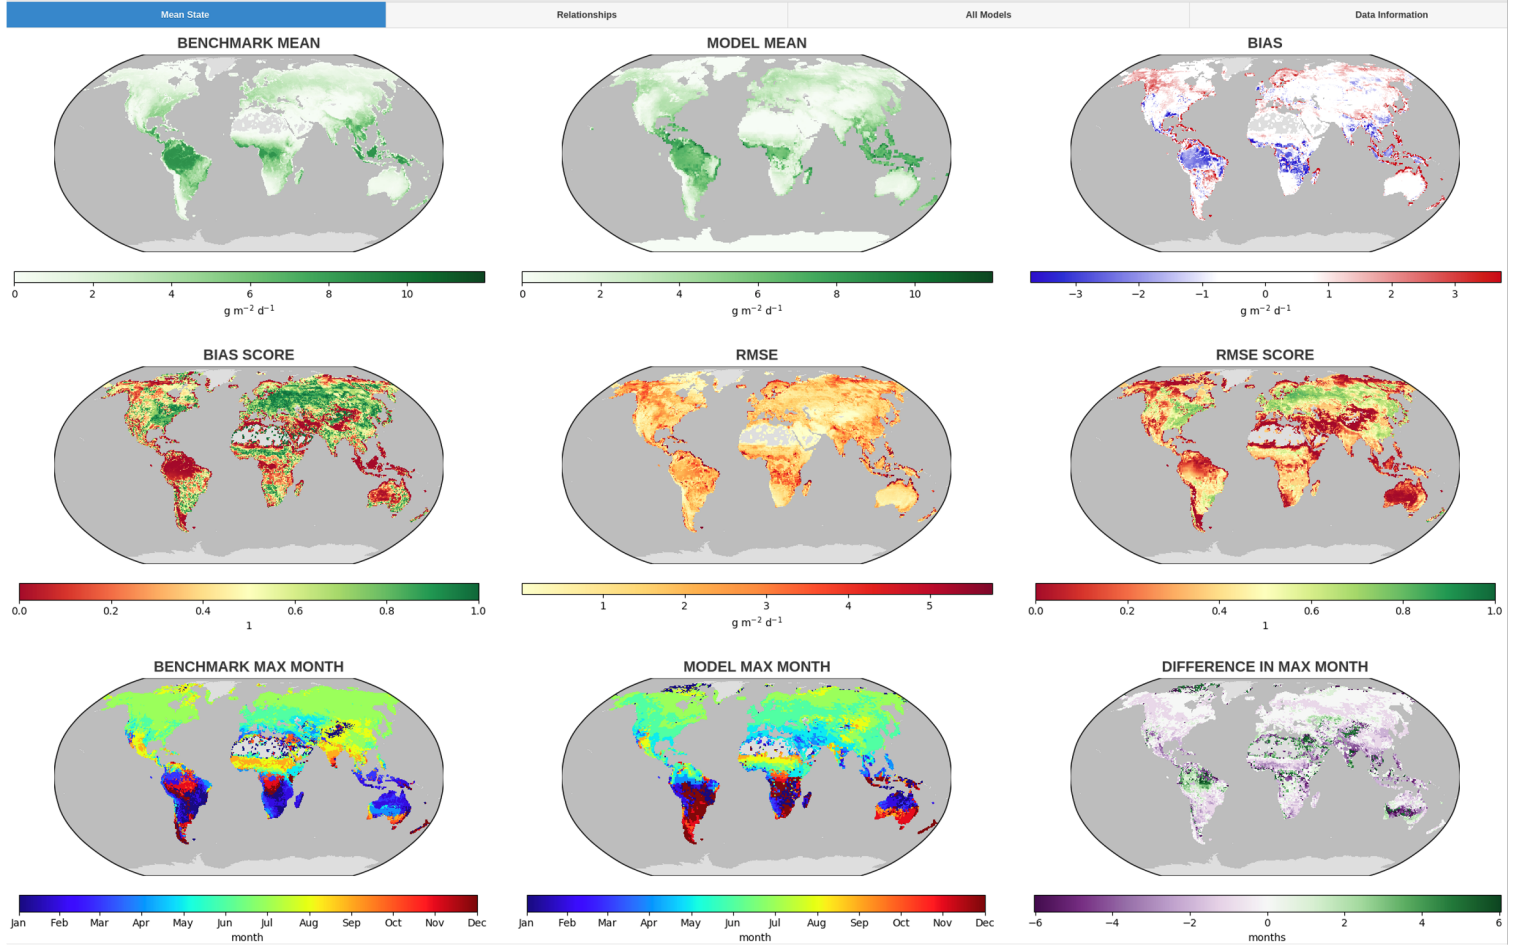 Mean State Relationships All Models Data Information
BENCHMARK MEAN MODEL MEAN BIAS
0 2 4 6 8 10 0 2 4 6 8 10 −3 −2 −1 0 1 2 3
g m⁻² d⁻¹ g m⁻² d⁻¹ g m⁻² d⁻¹
BIAS SCORE RMSE RMSE SCORE
0.0 0.2 0.4 0.6 0.8 1.0 1 2 3 4 5 0.0 0.2 0.4 0.6 0.8 1.0
1 g m⁻² d⁻¹ 1
BENCHMARK MAX MONTH MODEL MAX MONTH DIFFERENCE IN MAX MONTH
Jan Feb Mar Apr May Jun Jul Aug Sep Oct Nov Dec Jan Feb Mar Apr May Jun Jul Aug Sep Oct Nov Dec −6 −4 −2 0 2 4 6
month month months